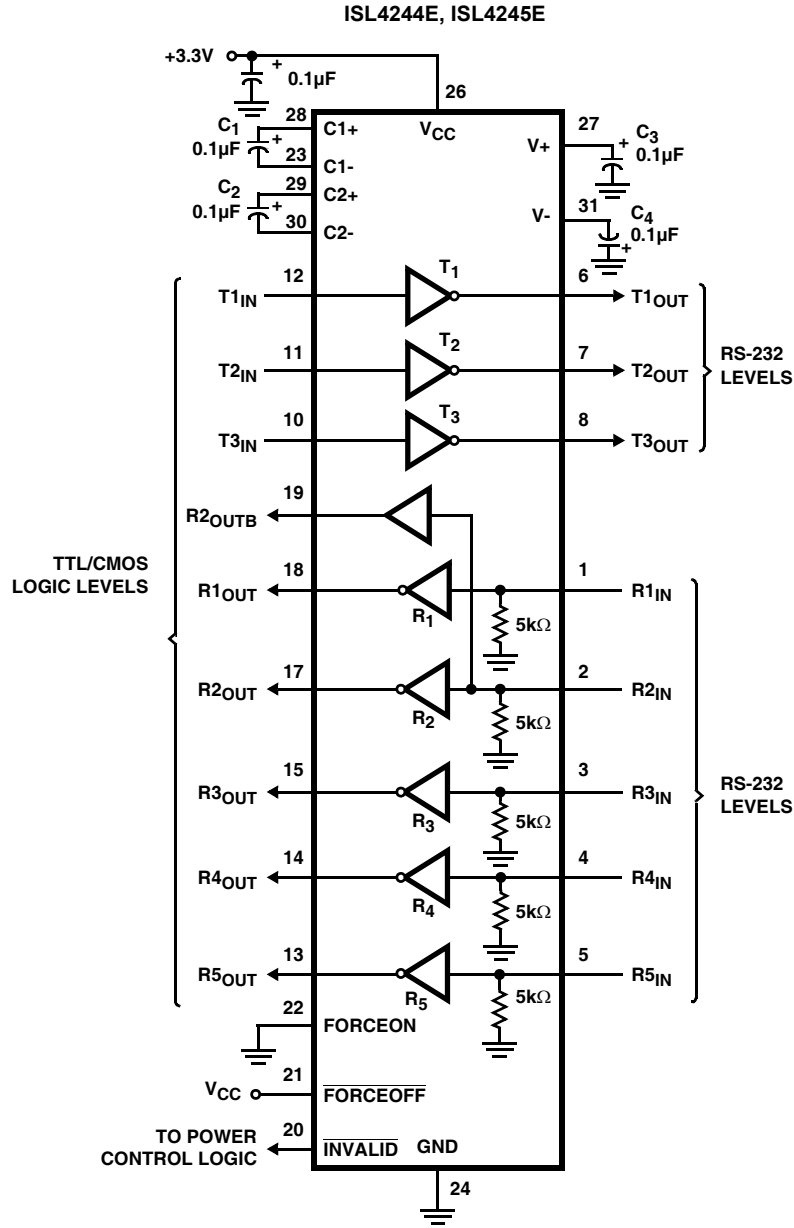 ISL4244E, ISL4245E
+3.3V
+
0.1µF
26
28
C1
0.1µF
+
C1+
VCC
27
V+
+
C3
0.1µF
23
C1-
29
C2
0.1µF
+
C2+
30
C2-
31
V-
C4
0.1µF
+
T1IN
12
T1
6
T1OUT
T2IN
11
T2
7
T2OUT
RS-232
LEVELS
T3IN
10
T3
8
T3OUT
R2OUTB
19
TTL/CMOS
LOGIC LEVELS
R1OUT
18
R1
5kΩ
1
R1IN
R2OUT
17
R2
5kΩ
2
R2IN
R3OUT
15
R3
5kΩ
3
R3IN
RS-232
LEVELS
R4OUT
14
R4
5kΩ
4
R4IN
R5OUT
13
R5
5kΩ
5
R5IN
22
FORCEON
VCC
21
FORCEOFF
TO POWER
CONTROL LOGIC
20
INVALID
GND
24